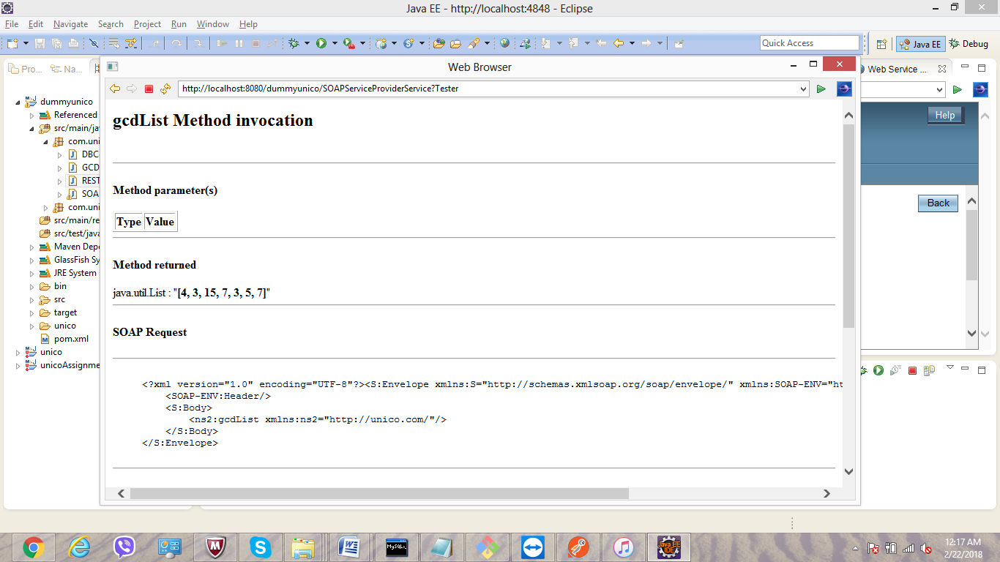 Java EE - http://localhost:4848 - Eclipse
File Edit Navigate Search Project Run Window Help
Quick Access
Java EE
Debug
Pro...
Na...
Web Browser
Web Service ...
http://localhost:8080/dummyunico/SOAPServiceProviderService?Tester
dummyunico
Referenced
src/main/jav
com.uni
DBC
GCD
REST
SOA
com.uni
src/main/re
src/test/java
Maven Depe
GlassFish Sy
JRE System
bin
src
target
unico
pom.xml
unico
unicoAssignme
gcdList Method invocation
Method parameter(s)
Type Value
Method returned
java.util.List : "[4, 3, 15, 7, 3, 5, 7]"
SOAP Request
<?xml version="1.0" encoding="UTF-8"?><S:Envelope xmlns:S="http://schemas.xmlsoap.org/soap/envelope/" xmlns:SOAP-ENV="ht
<SOAP-ENV:Header/>
<S:Body>
<ns2:gcdList xmlns:ns2="http://unico.com/"/>
</S:Body>
</S:Envelope>
Help
Back
MySQL
Java EE
IDE
12:17 AM
2/22/2018